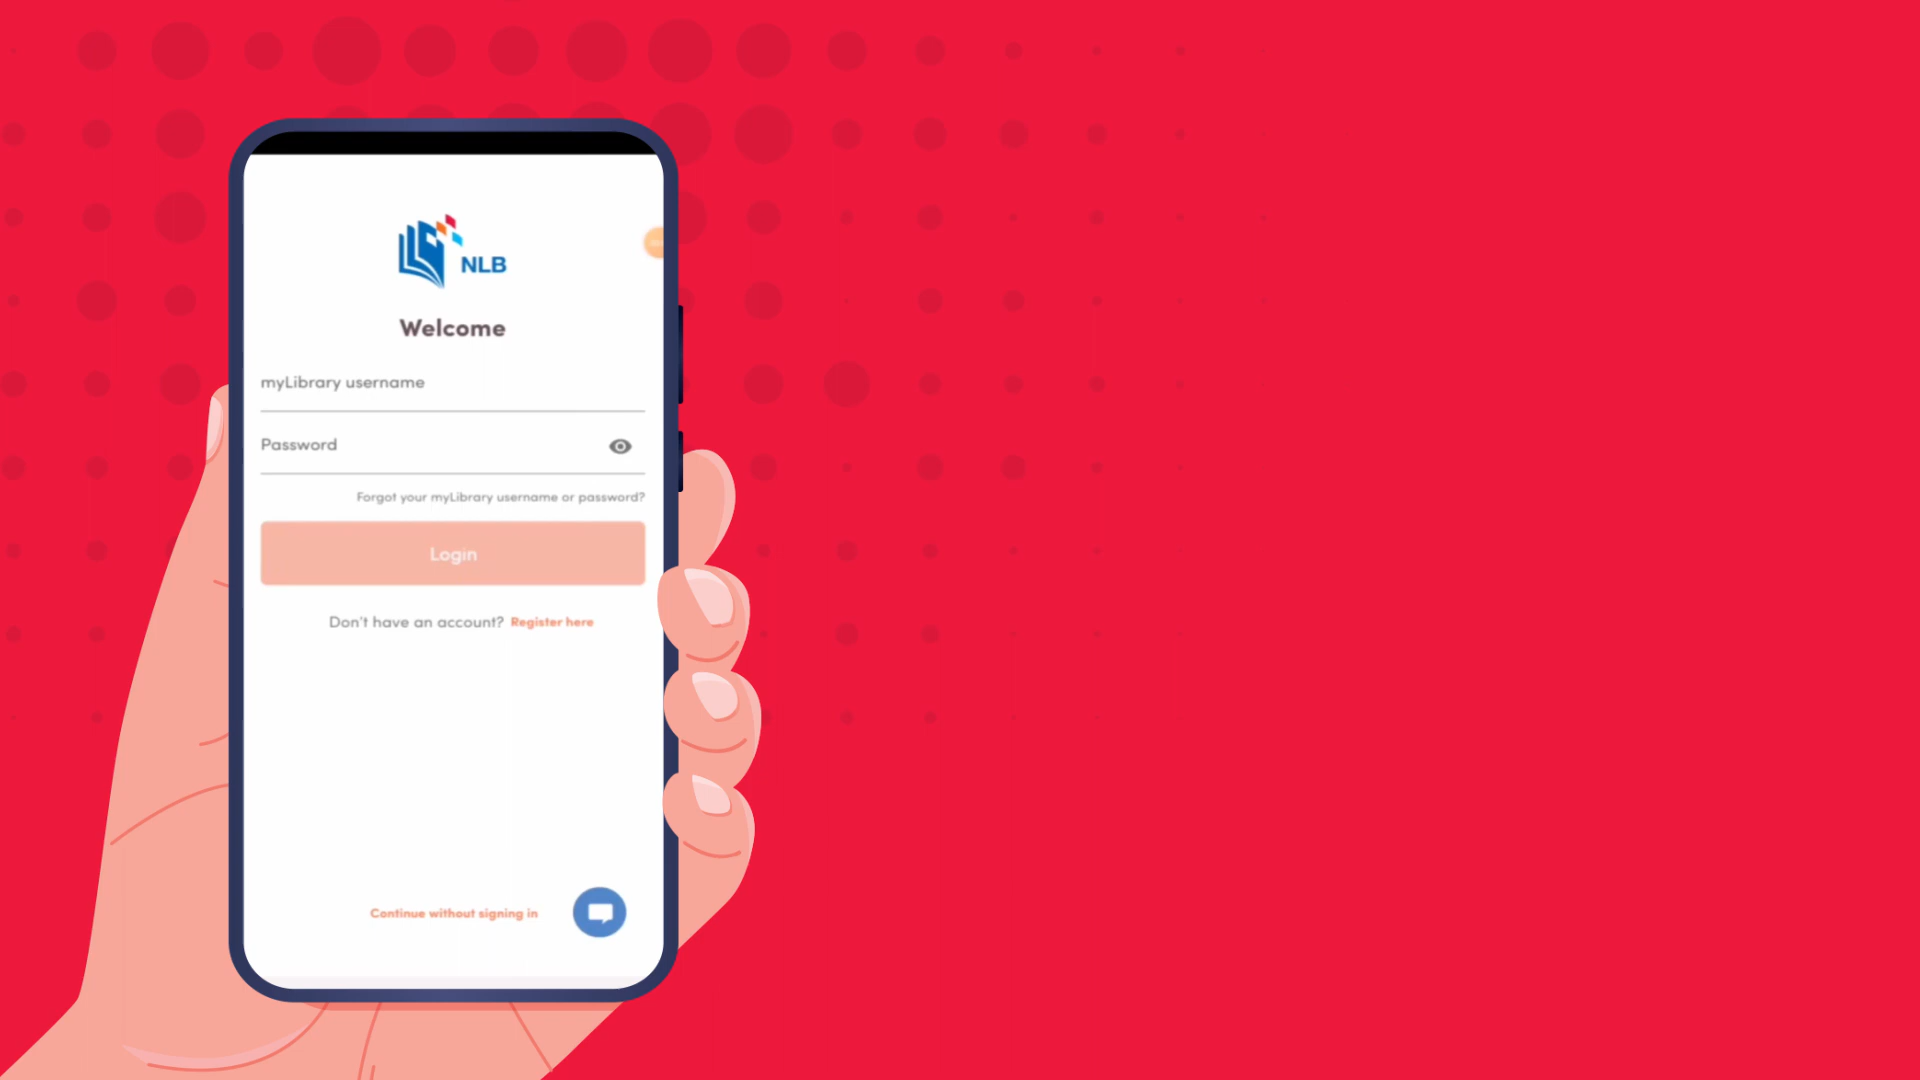 NLB
Welcome
myLibrary username
Password
Forgot your myLibrary username or password?
Login
Don't have an account? Register here
Continue without signing in